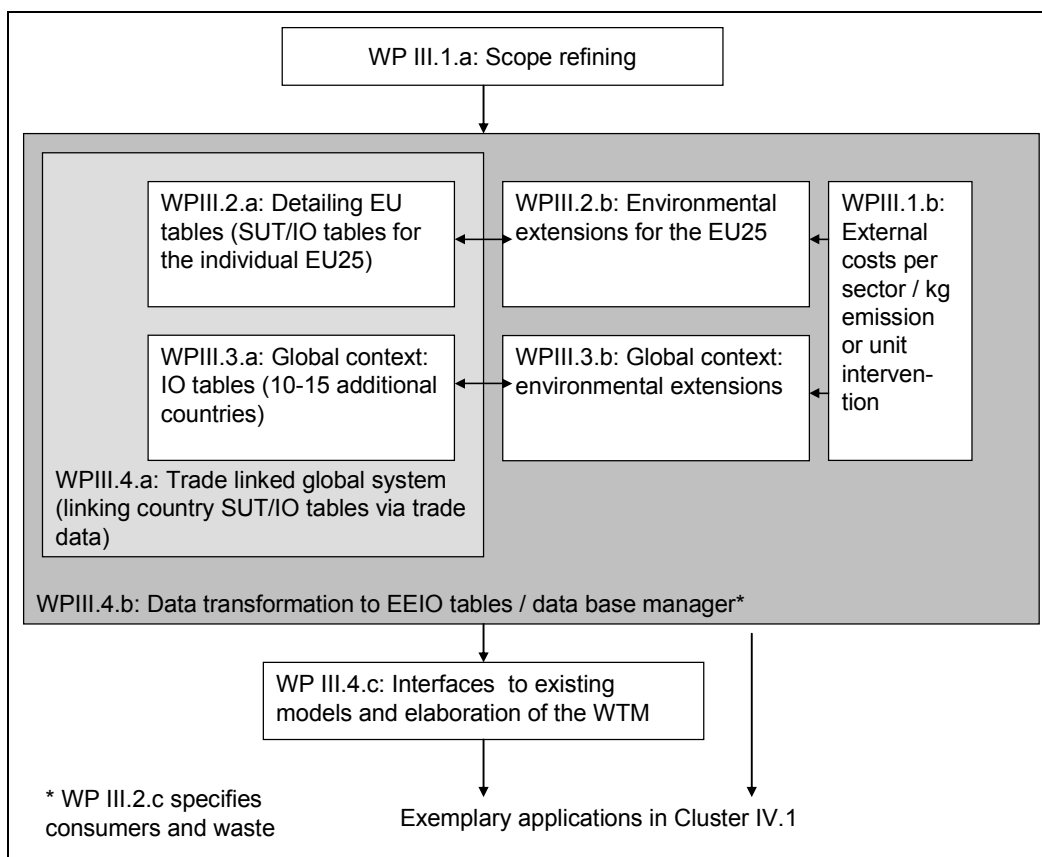 WP III.1.a: Scope refining
WPIII.2.a: Detailing EU
tables (SUT/IO tables for
the individual EU25)
WPIII.2.b: Environmental
extensions for the EU25
WPIII.1.b:
External
costs per
sector / kg
emission
or unit
interven-
tion
WPIII.3.a: Global context:
IO tables (10-15 additional
countries)
WPIII.3.b: Global context:
environmental extensions
WPIII.4.a: Trade linked global system
(linking country SUT/IO tables via trade
data)
WPIII.4.b: Data transformation to EEIO tables / data base manager*
WP III.4.c: Interfaces to existing
models and elaboration of the WTM
* WP III.2.c specifies
consumers and waste
Exemplary applications in Cluster IV.1